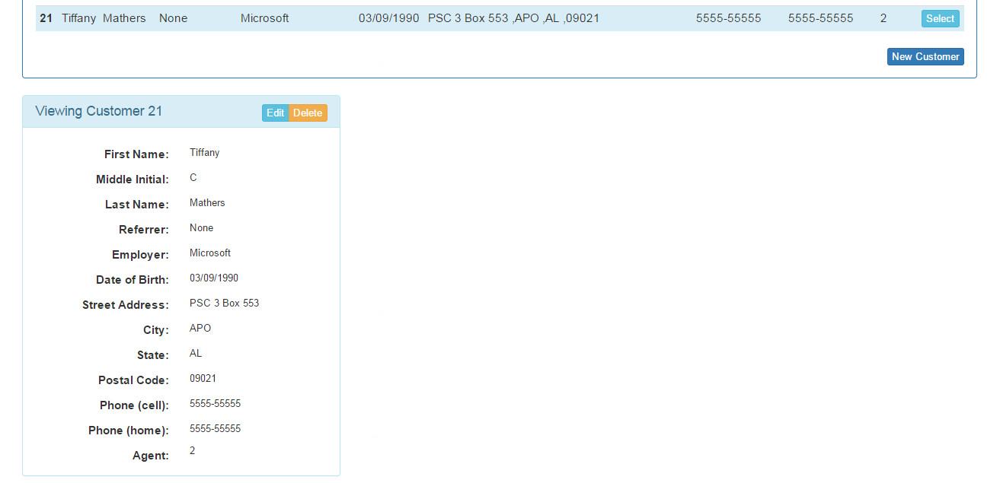 21 Tiffany Mathers None Microsoft 03/09/1990 PSC 3 Box 553 ,APO ,AL ,09021 5555-55555 5555-55555 2 Select
New Customer
Viewing Customer 21 Edit Delete
First Name: Tiffany
Middle Initial: C
Last Name: Mathers
Referrer: None
Employer: Microsoft
Date of Birth: 03/09/1990
Street Address: PSC 3 Box 553
City: APO
State: AL
Postal Code: 09021
Phone (cell): 5555-55555
Phone (home): 5555-55555
Agent: 2